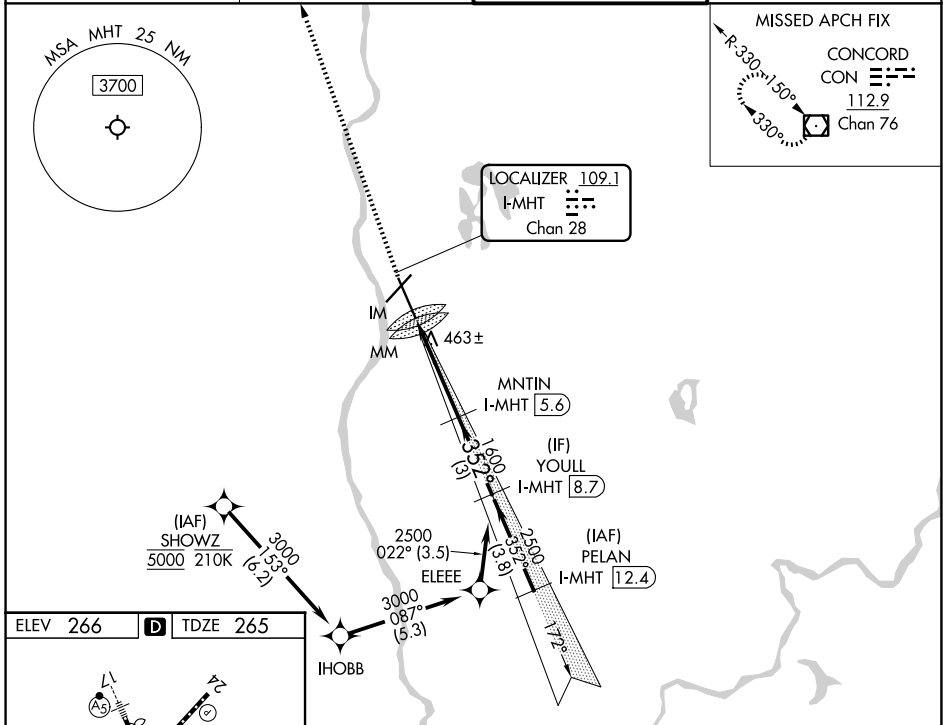 MSA MHT 25 NM
3700
MISSED APCH FIX
R-330
150°
330°
CONCORD
CON
112.9
Chan 76
LOCALIZER 109.1
I-MHT
Chan 28
IM
MM
463±
MNTIN
I-MHT 5.6
1600
352°
(3)
(IF)
YOULL
I-MHT 8.7
2500
352°
(3.8)
(IAF)
PELAN
I-MHT 12.4
172°
(IAF)
SHOWZ
5000 210K
3000
153°
(6.2)
2500
022° (3.5)
ELEEE
3000
087°
(5.3)
IHOBB
ELEV 266
D
TDZE 265
17
A5
24
P